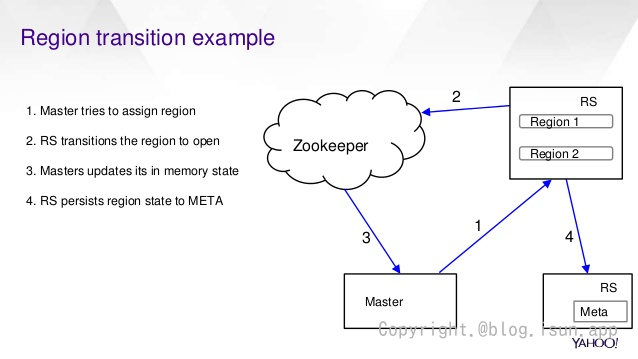 Region transition example
1. Master tries to assign region
2. RS transitions the region to open
3. Masters updates its in memory state
4. RS persists region state to META
2
RS
Region 1
Region 2
Zookeeper
1
3
4
Master
RS
Meta
Copyright.@blog.isun.app
YAHOO!